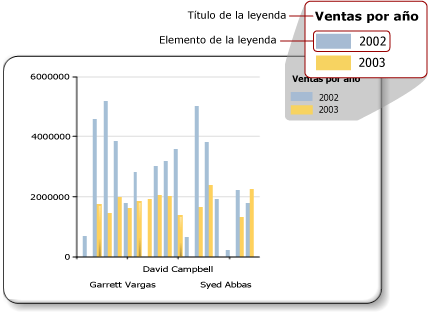 Título de la leyenda
Ventas por año
Elemento de la leyenda
2002
2003
Ventas por año
2002
2003
6000000
4000000
2000000
0
David Campbell
Garrett Vargas
Syed Abbas